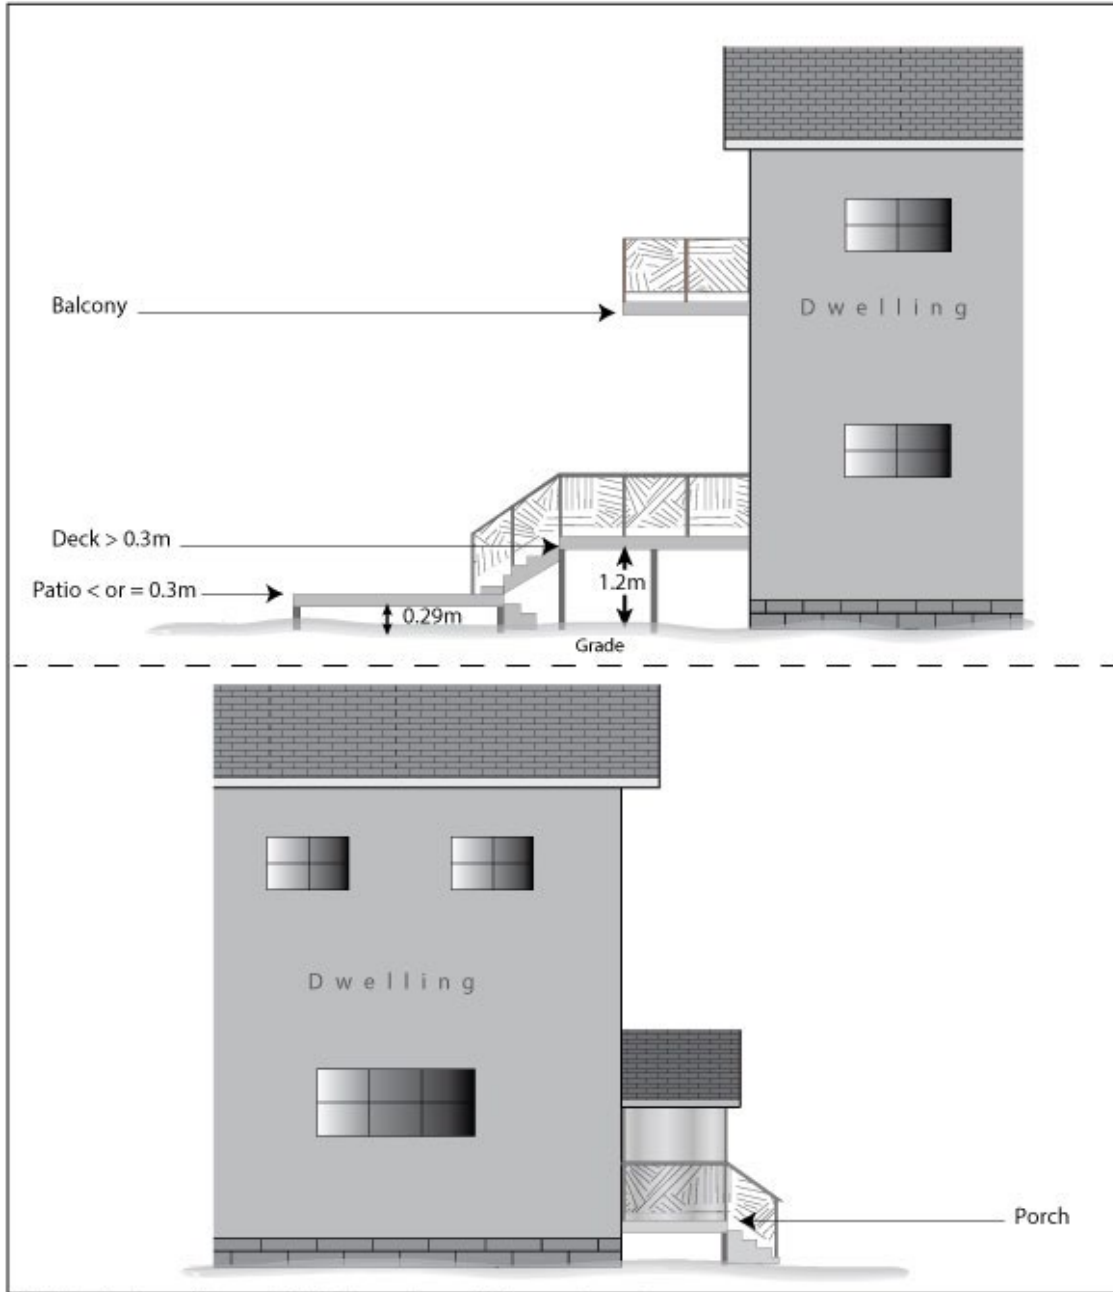 Balcony
Dwelling
Deck > 0.3m
1.2m
Patio < or = 0.3m
0.29m
Grade
Dwelling
Porch